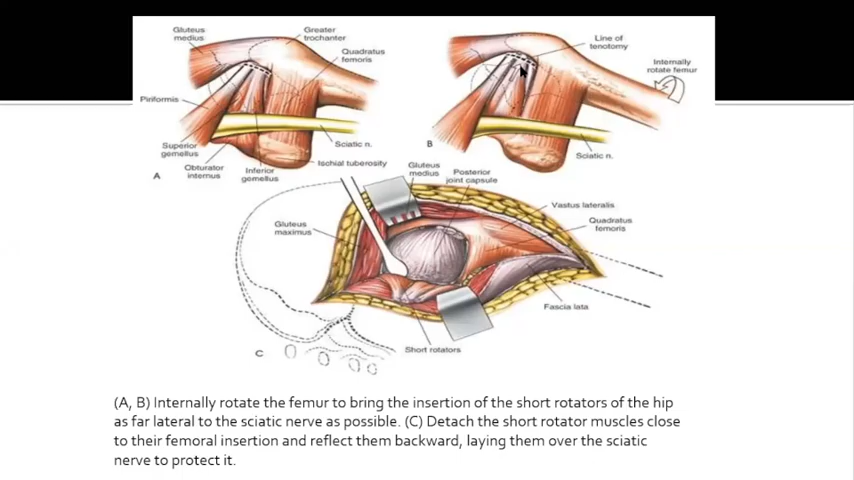 Gluteus
medius
Greater
trochanter
Quadratus
femoris
Piriformis
Superior
gemellus
Obturator
internus
Inferior
gemellus
Sciatic n.
Ischial tuberosity
A
Line of
tenotomy
Internally
rotate femur
B
Sciatic n.
Gluteus
medius
Posterior
joint capsule
Vastus lateralis
Quadratus
femoris
Gluteus
maximus
Fascia lata
Short rotators
C
(A, B) Internally rotate the femur to bring the insertion of the short rotators of the hip
as far lateral to the sciatic nerve as possible. (C) Detach the short rotator muscles close
to their femoral insertion and reflect them backward, laying them over the sciatic
nerve to protect it.